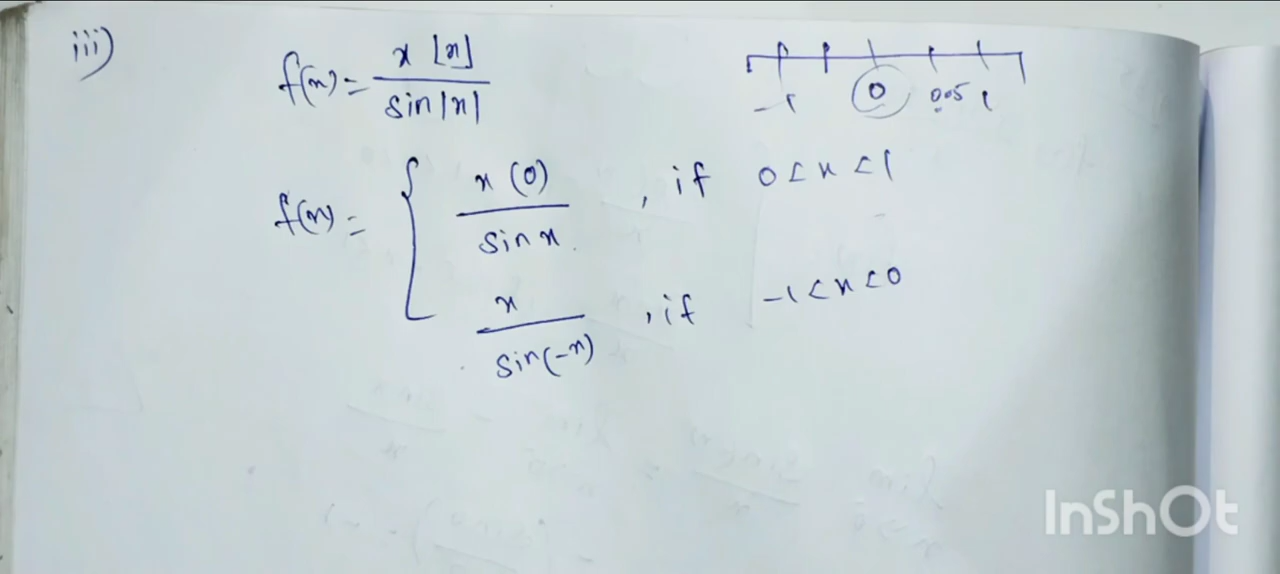 iii)
f(x) = x ⌊x⌋ / sin|x|
-1 0 0.05 1
f(x) = { x (0) / sin x , if 0 < x < 1
x / sin(-x) , if -1 < x < 0
InShOt